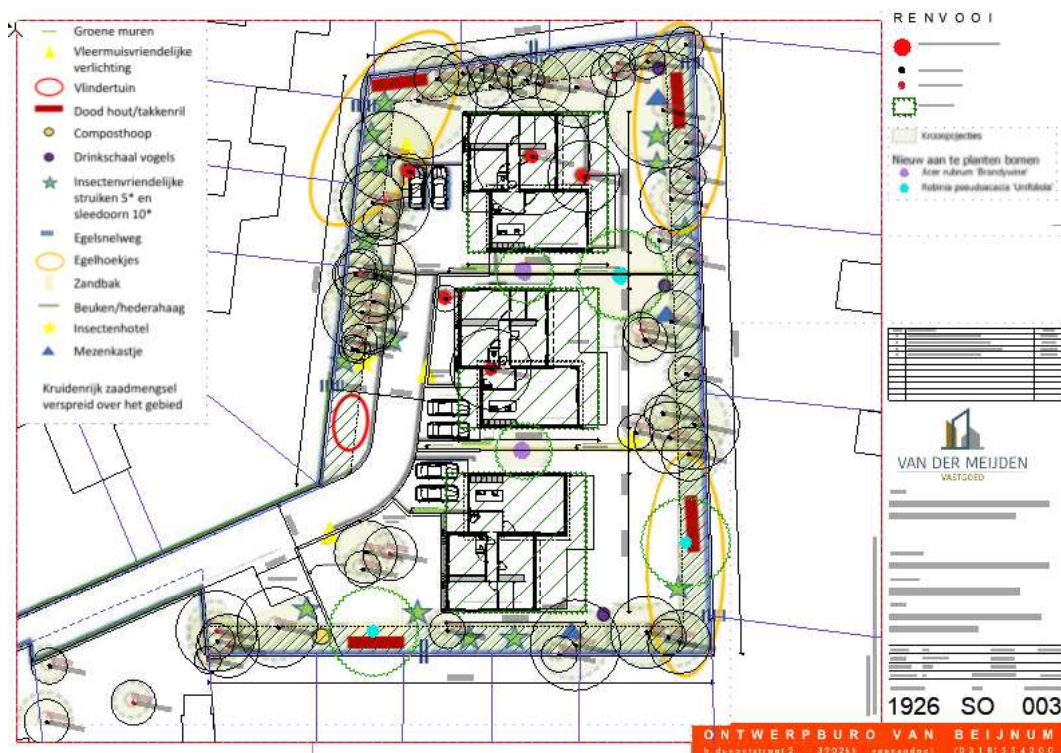 Groene muren
Vleermuisvriendelijke
verlichting
Vlindertuin
Dood hout/takkenril
Composthoop
Drinkschaal vogels
Insectenvriendelijke
struiken 5* en
sleedoorn 10*
Egelsnelweg
Egelhoekjes
Zandbak
Beuken/hederahaag
Insectenhotel
Mezenkastje
Kruidenrijk zaadmengsel
verspreid over het gebied
RENVOOI
Kroonprojecties
Nieuw aan te planten bomen
Acer rubrum 'Brandywine'
Robinia pseudoacacia 'Unifoliola'
VAN DER MEIJDEN
VASTGOED
1926 SO 003
ONTWERPBURO VAN BEIJNUM